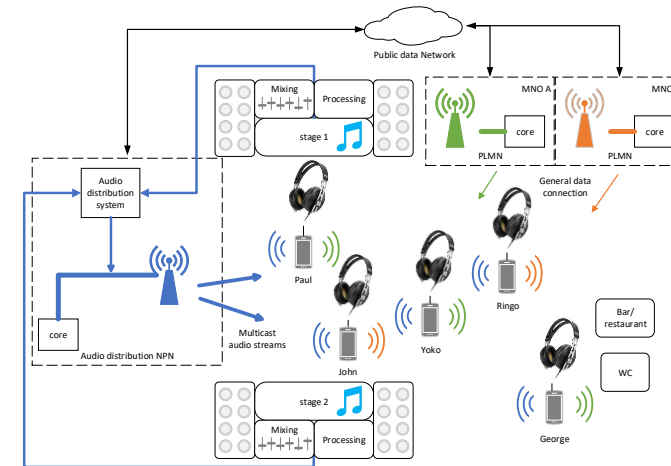 Public data Network
Mixing
Processing
stage 1
MNO A
core
PLMN
MNO
core
PLMN
General data
connection
Audio
distribution
system
core
Audio distribution NPN
Multicast
audio streams
Paul
John
Yoko
Ringo
George
Bar/
restaurant
WC
stage 2
Mixing
Processing